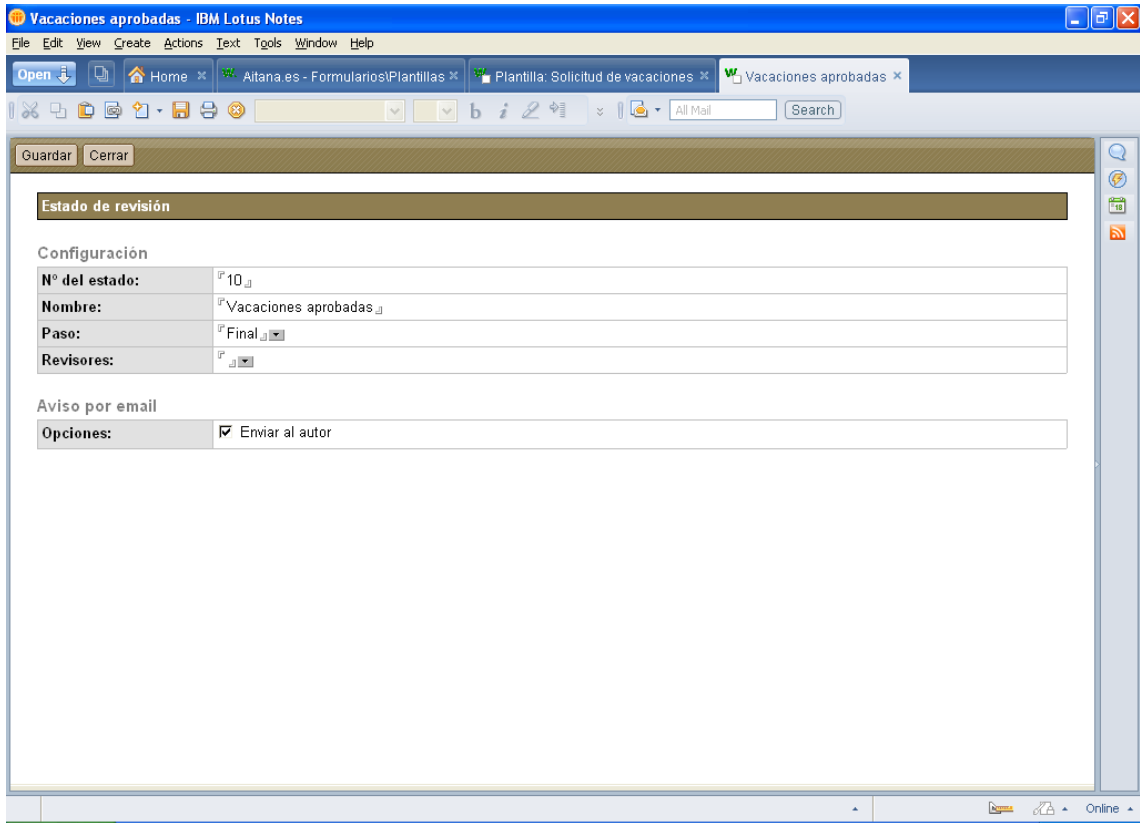 Vacaciones aprobadas - IBM Lotus Notes
File Edit View Create Actions Text Tools Window Help
Open Home Aitana.es - Formularios\Plantillas Plantilla: Solicitud de vacaciones Vacaciones aprobadas
b i All Mail Search
Guardar Cerrar
Estado de revisión
Configuración
Nº del estado: 10
Nombre: Vacaciones aprobadas
Paso: Final
Revisores:
Aviso por email
Opciones: Enviar al autor
Online